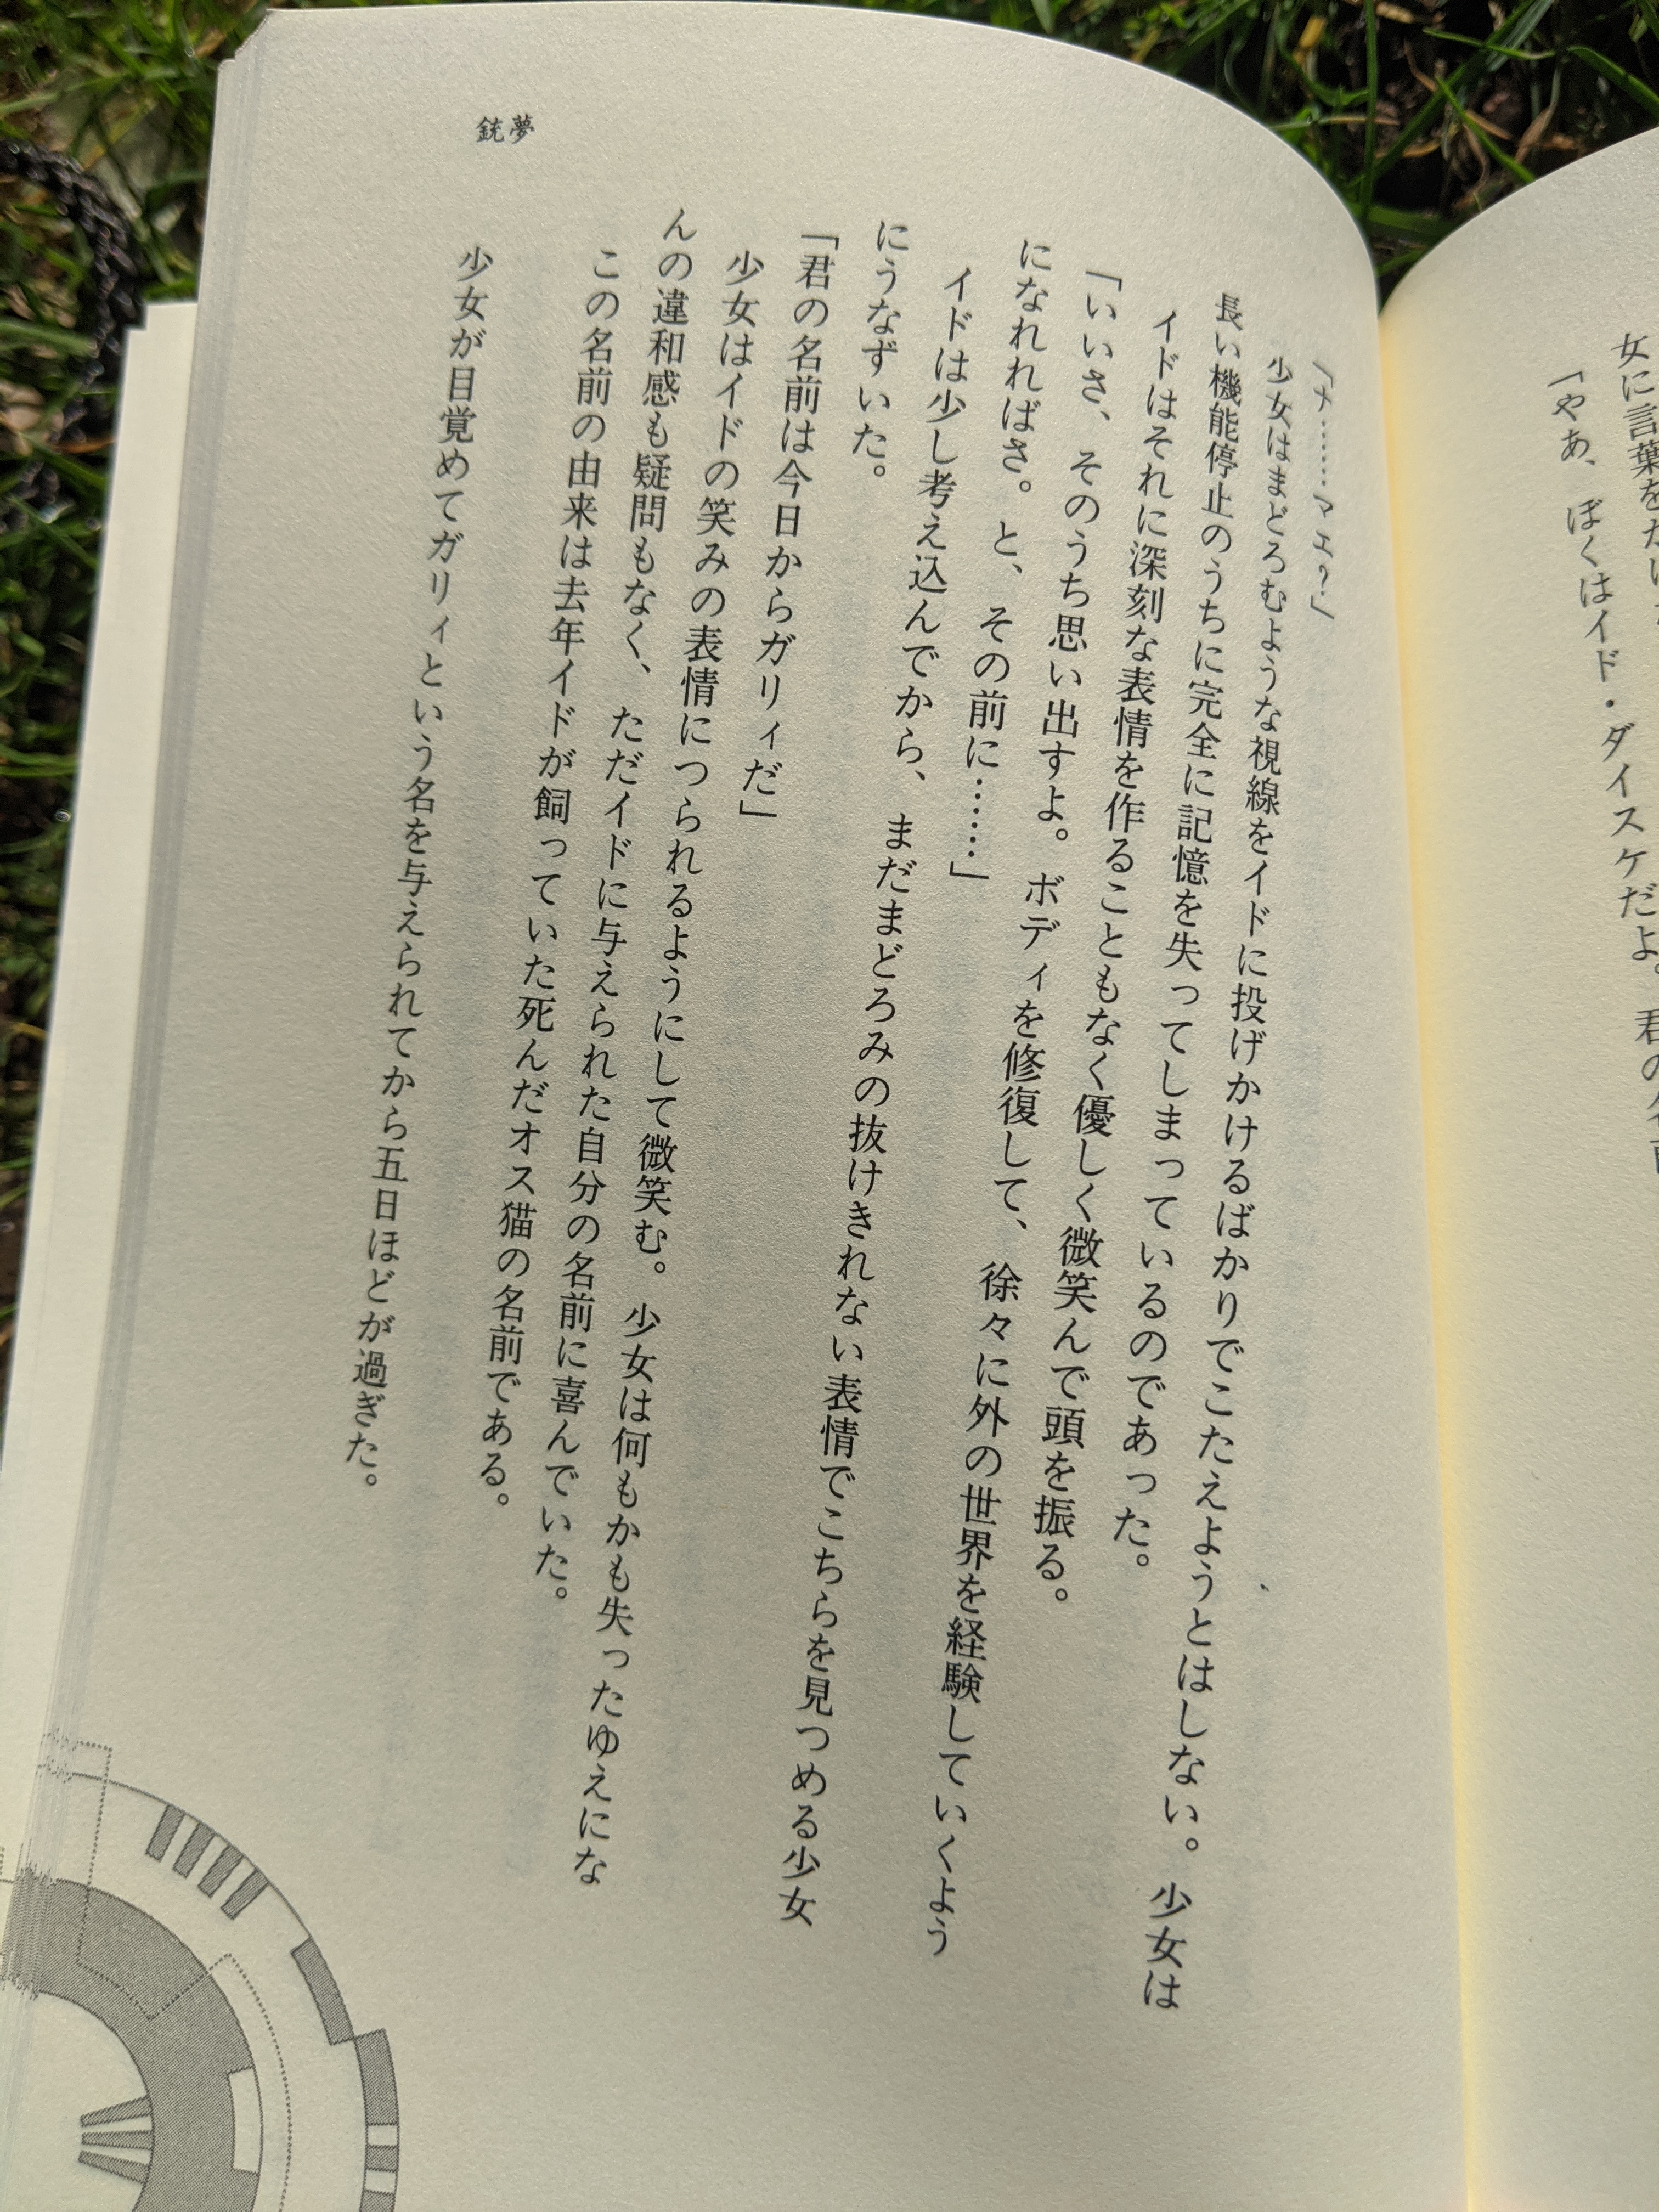 女に言葉を
「やあ、ぼくはイド・ダイスケだよ。君の名前
〈ナ……マエ?〉
少女はまどろむような視線をイドに投げかけるばかりでこたえようとはしない。少女は
長い機能停止のうちに完全に記憶を失ってしまっているのであった。
イドはそれに深刻な表情を作ることもなく優しく微笑んで頭を振る。
「いいさ、そのうち思い出すよ。ボディを修復して、徐々に外の世界を経験していくよう
になれればさ。と、その前に……」
イドは少し考え込んでから、まだまどろみの抜けきれない表情でこちらを見つめる少女
にうなずいた。
「君の名前は今日からガリィだ」
少女はイドの笑みの表情につられるようにして微笑む。少女は何もかも失ったゆえにな
んの違和感も疑問もなく、ただイドに与えられた自分の名前に喜んでいた。
この名前の由来は去年イドが飼っていた死んだオス猫の名前である。
少女が目覚めてガリィという名を与えられてから五日ほどが過ぎた。
銃夢